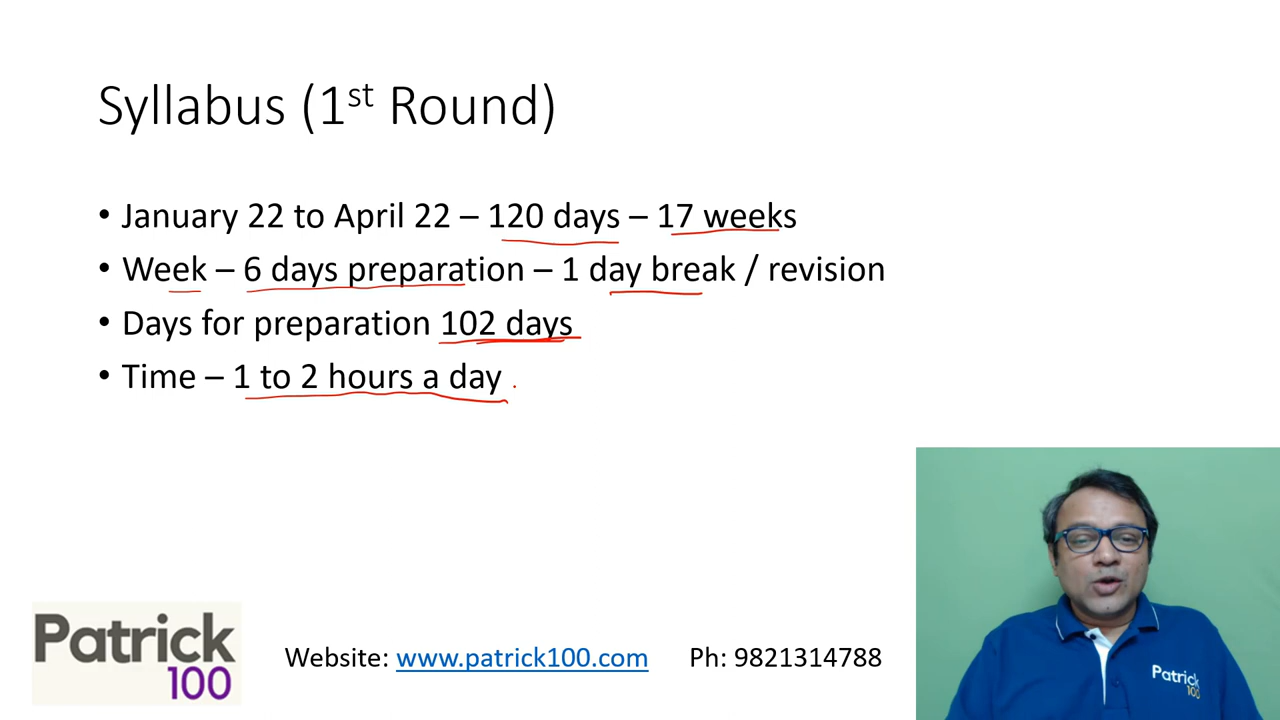 Syllabus (1st Round)
• January 22 to April 22 – 120 days – 17 weeks
• Week – 6 days preparation – 1 day break / revision
• Days for preparation 102 days
• Time – 1 to 2 hours a day
Patrick
100
Website: www.patrick100.com Ph: 9821314788
Patrick
100